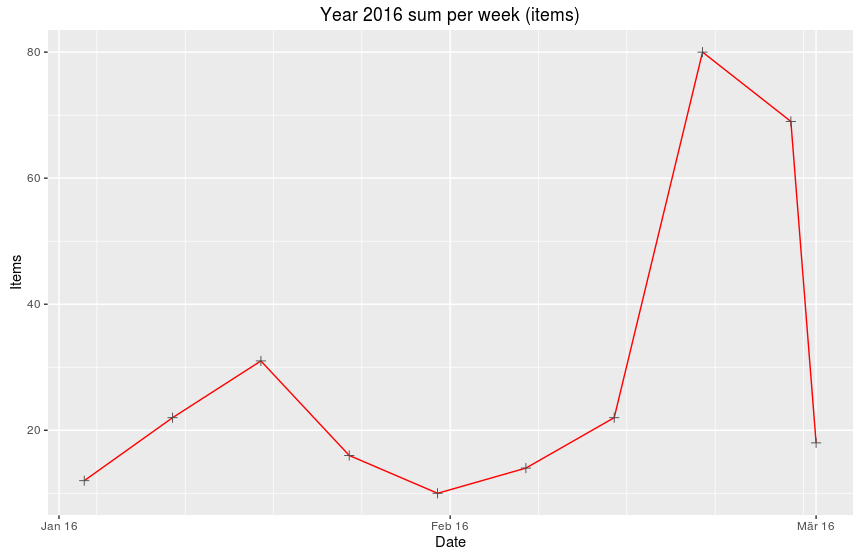 Year 2016 sum per week (items)
80
60
40
20
Items
Jan 16
Feb 16
Mär 16
Date